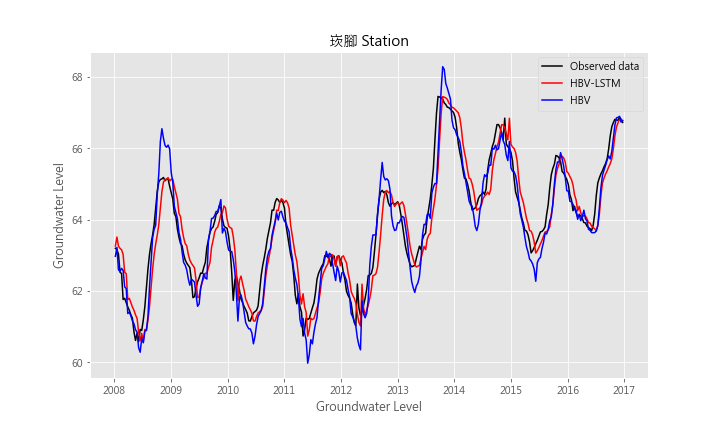 崁腳 Station
Observed data
HBV-LSTM
HBV
Groundwater Level
68
66
64
62
60
2008 2009 2010 2011 2012 2013 2014 2015 2016 2017
Groundwater Level